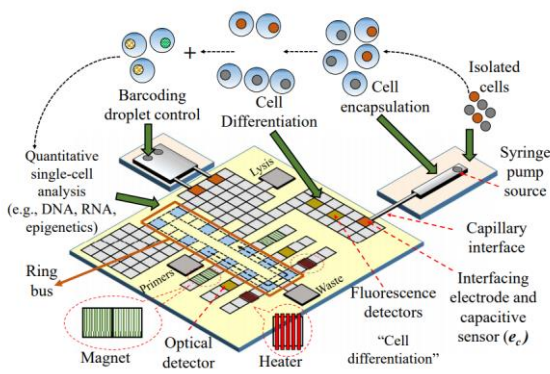 +
Barcoding
droplet control
Cell
Differentiation
Cell
encapsulation
Isolated
cells
Quantitative
single-cell
analysis
(e.g., DNA, RNA,
epigenetics)
Lysis
Syringe
pump
source
Capillary
interface
Ring
bus
Primers
Waste
Fluorescence
detectors
Interfacing
electrode and
capacitive
sensor (e_c)
Magnet
Optical
detector
Heater
“Cell
differentiation”